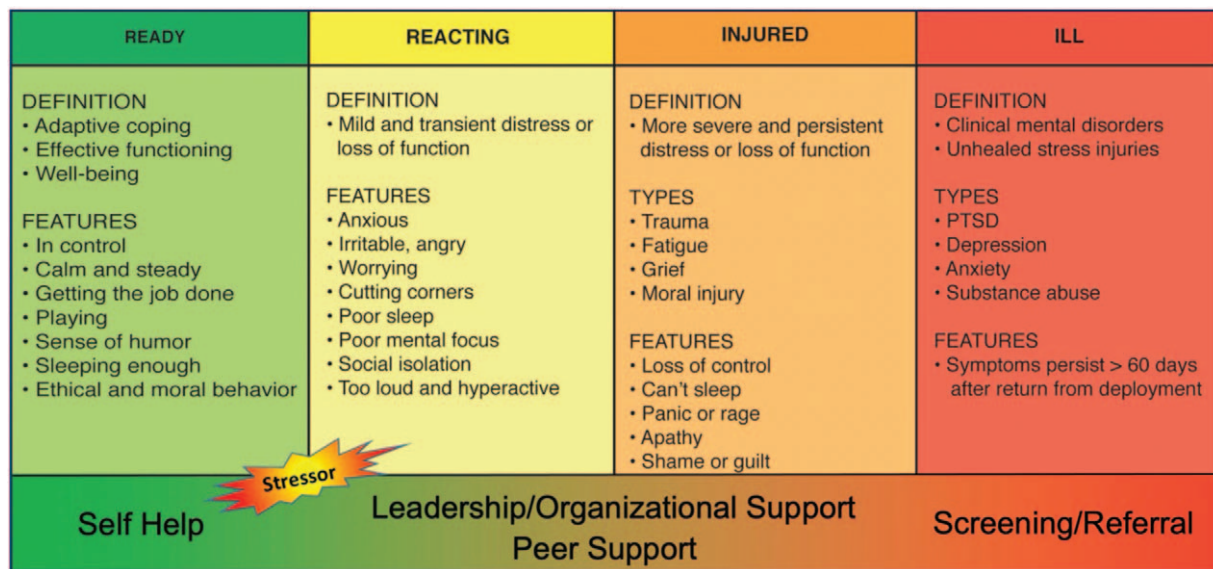 READY
DEFINITION
• Adaptive coping
• Effective functioning
• Well-being
FEATURES
• In control
• Calm and steady
• Getting the job done
• Playing
• Sense of humor
• Sleeping enough
• Ethical and moral behavior
REACTING
DEFINITION
• Mild and transient distress or
loss of function
FEATURES
• Anxious
• Irritable, angry
• Worrying
• Cutting corners
• Poor sleep
• Poor mental focus
• Social isolation
• Too loud and hyperactive
INJURED
DEFINITION
• More severe and persistent
distress or loss of function
TYPES
• Trauma
• Fatigue
• Grief
• Moral injury
FEATURES
• Loss of control
• Can't sleep
• Panic or rage
• Apathy
• Shame or guilt
ILL
DEFINITION
• Clinical mental disorders
• Unhealed stress injuries
TYPES
• PTSD
• Depression
• Anxiety
• Substance abuse
FEATURES
• Symptoms persist > 60 days
after return from deployment
Stressor
Self Help
Leadership/Organizational Support
Peer Support
Screening/Referral